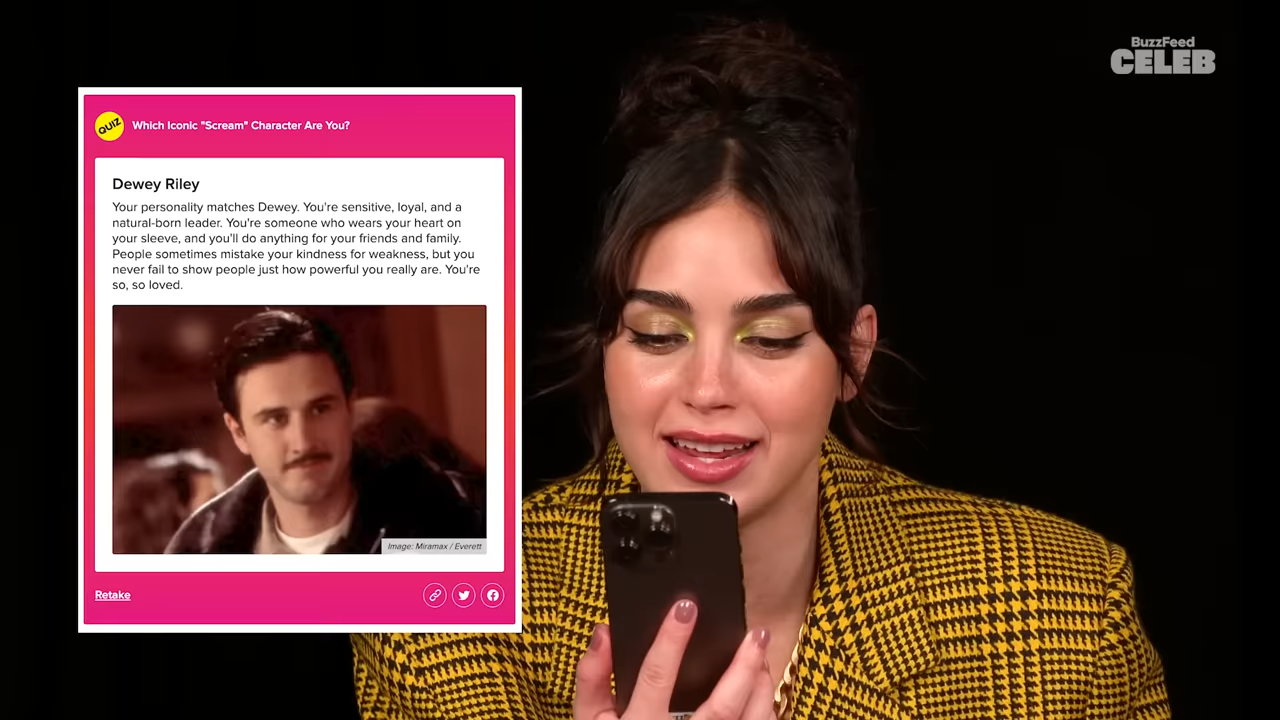 BuzzFeed
CELEB
QUIZ
Which Iconic "Scream" Character Are You?
Dewey Riley
Your personality matches Dewey. You're sensitive, loyal, and a
natural-born leader. You're someone who wears your heart on
your sleeve, and you'll do anything for your friends and family.
People sometimes mistake your kindness for weakness, but you
never fail to show people just how powerful you really are. You're
so, so loved.
Image: Miramax / Everett
Retake